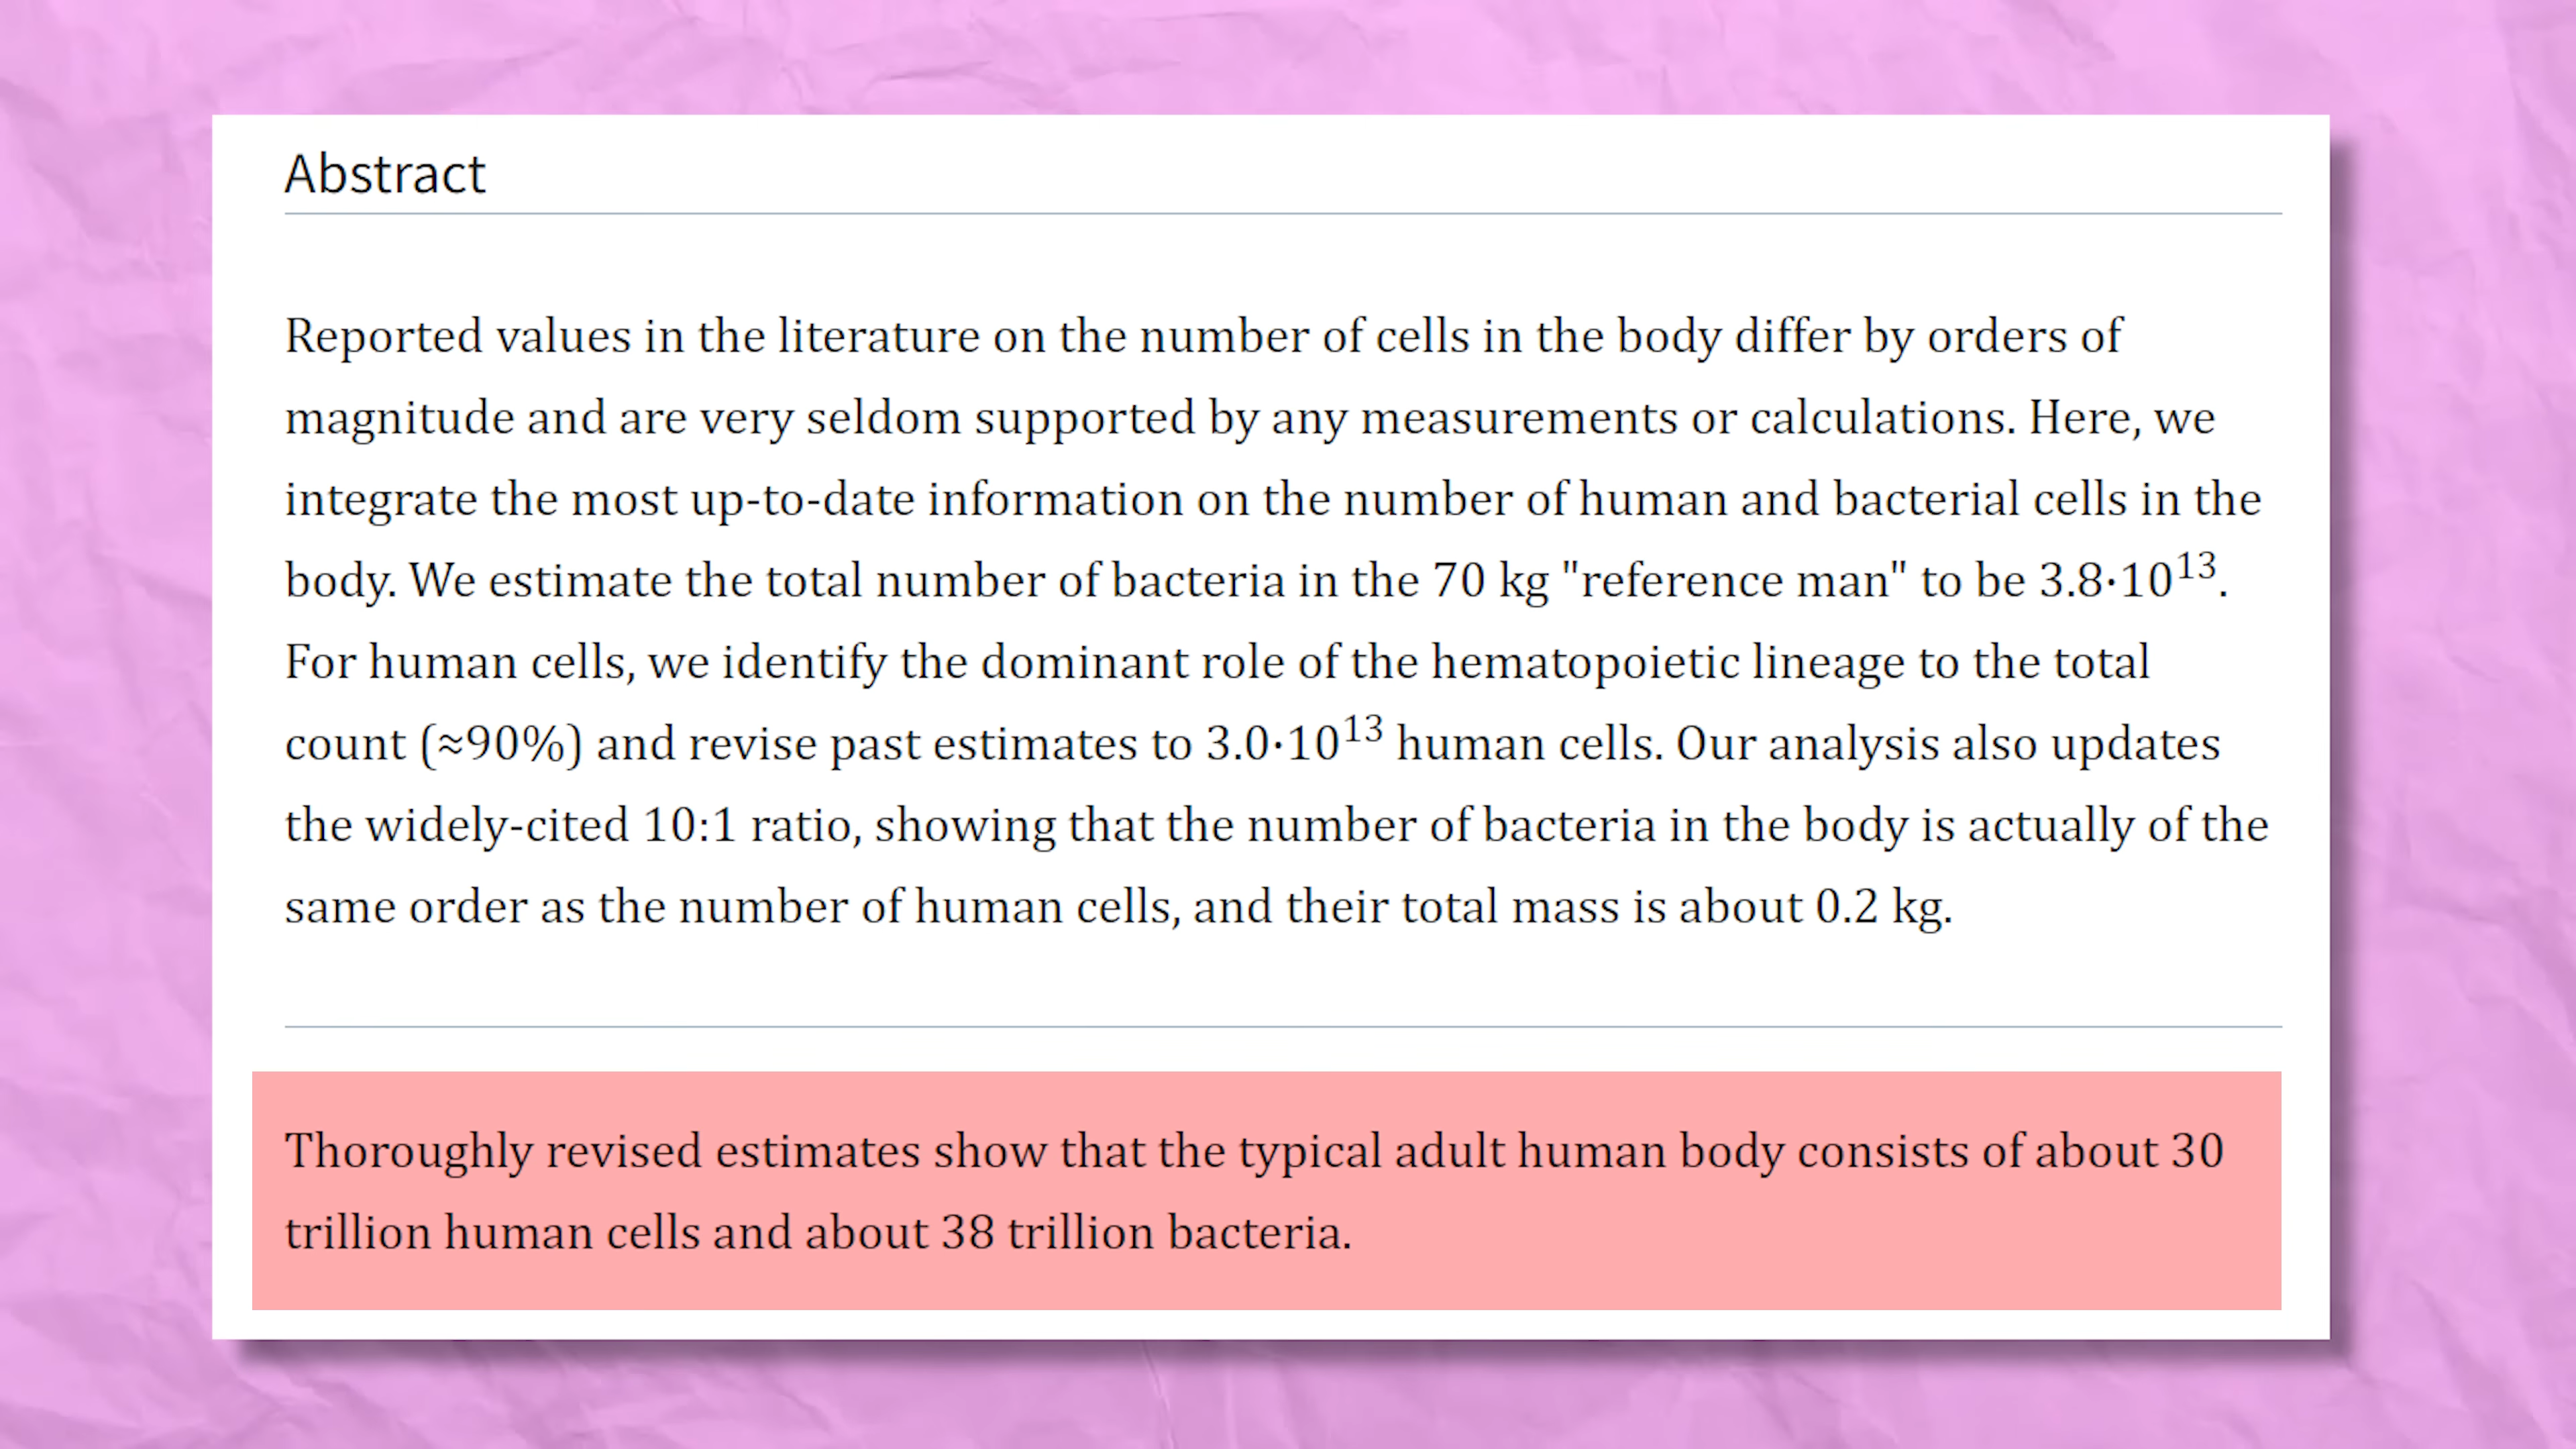 Abstract
Reported values in the literature on the number of cells in the body differ by orders of
magnitude and are very seldom supported by any measurements or calculations. Here, we
integrate the most up-to-date information on the number of human and bacterial cells in the
body. We estimate the total number of bacteria in the 70 kg "reference man" to be 3.8·10¹³.
For human cells, we identify the dominant role of the hematopoietic lineage to the total
count (≈90%) and revise past estimates to 3.0·10¹³ human cells. Our analysis also updates
the widely-cited 10:1 ratio, showing that the number of bacteria in the body is actually of the
same order as the number of human cells, and their total mass is about 0.2 kg.
Thoroughly revised estimates show that the typical adult human body consists of about 30
trillion human cells and about 38 trillion bacteria.